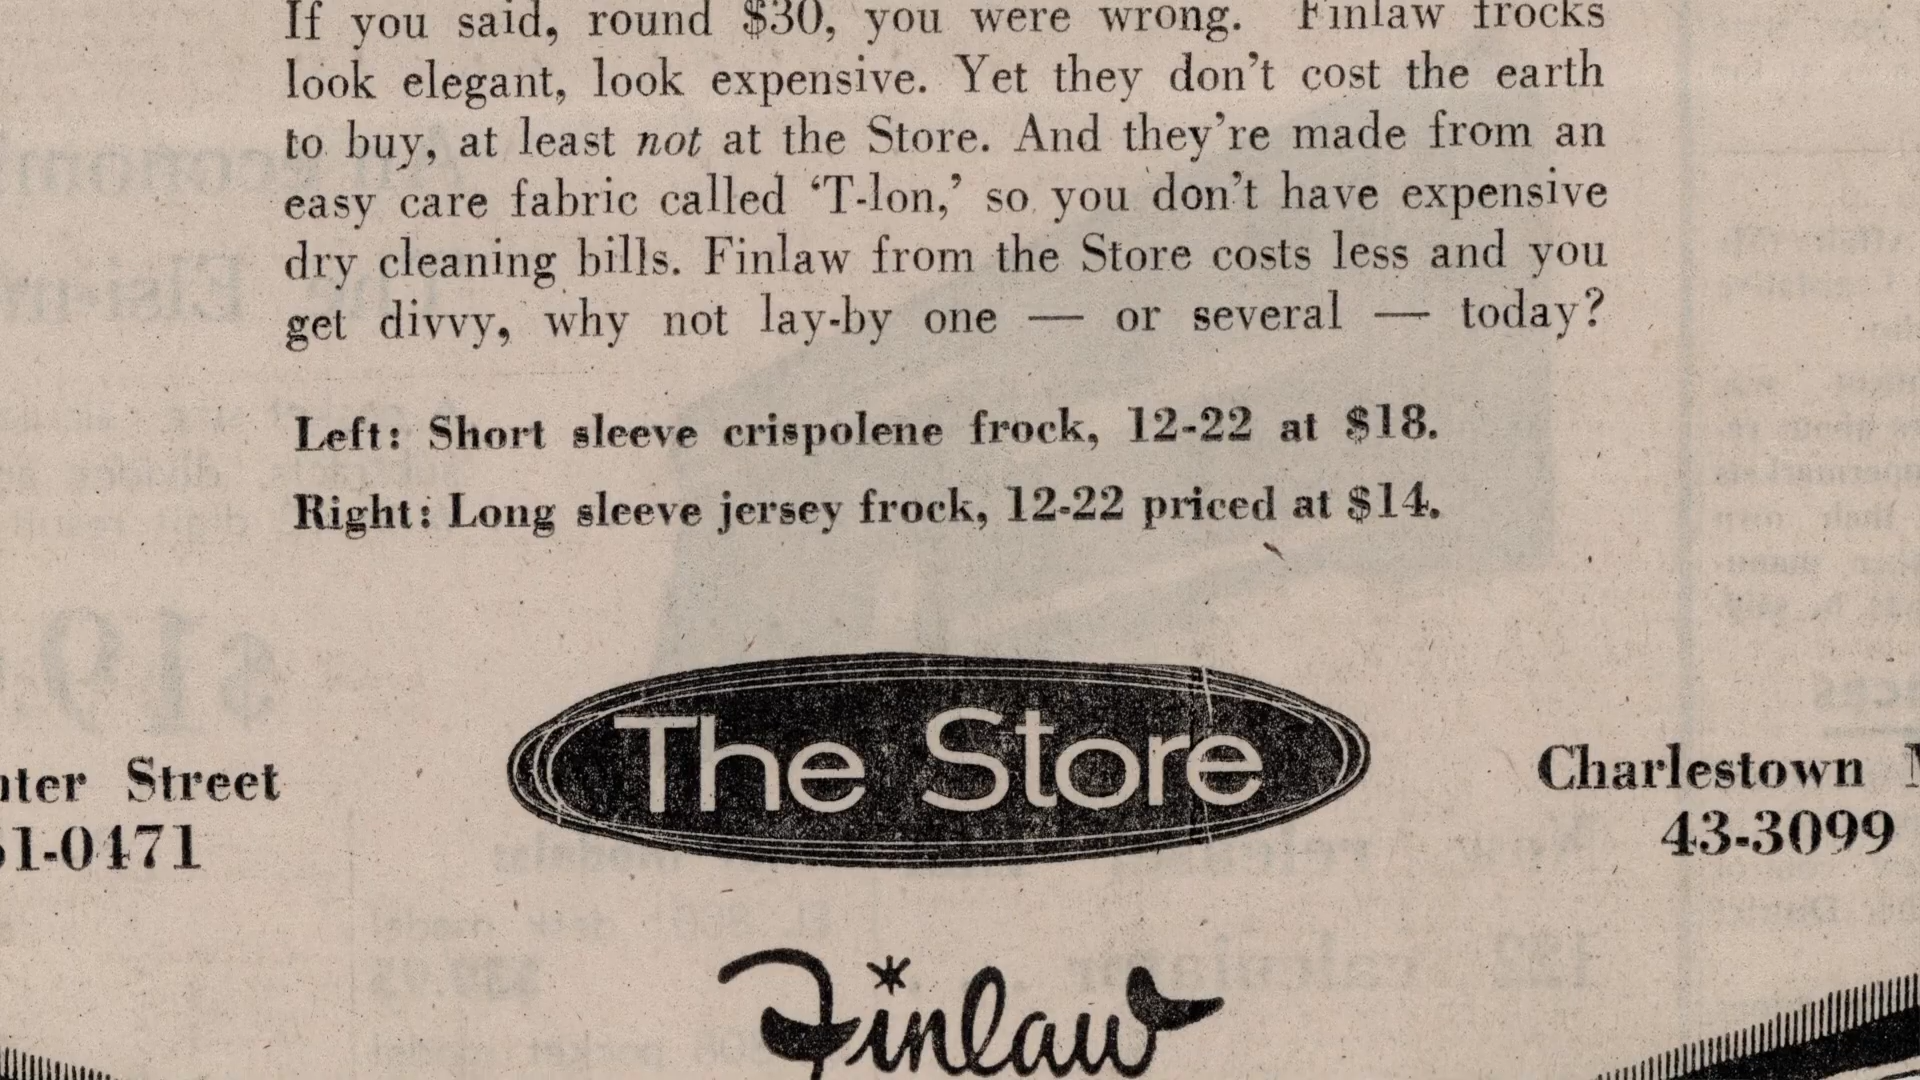 If you said, round $30, you were wrong. Finlaw frocks
look elegant, look expensive. Yet they don't cost the earth
to buy, at least not at the Store. And they're made from an
easy care fabric called ‘T-lon,’ so you don't have expensive
dry cleaning bills. Finlaw from the Store costs less and you
get divvy, why not lay-by one — or several — today?
Left: Short sleeve crispolene frock, 12-22 at $18.
Right: Long sleeve jersey frock, 12-22 priced at $14.
The Store
Street
1-0471
Charlestown
43-3099
Finlaw